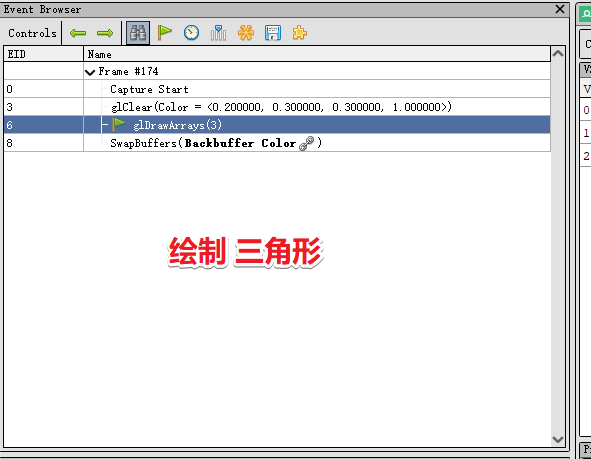 Event Browser
Controls
EID Name
Frame #174
0 Capture Start
3 glClear(Color = <0.200000, 0.300000, 0.300000, 1.000000>)
6 glDrawArrays(3)
8 SwapBuffers(Backbuffer Color )
绘制 三角形
C
V
0
1
2